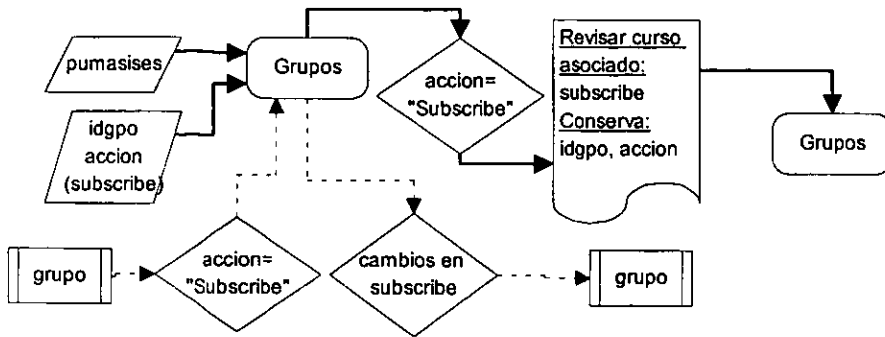 pumasises
Grupos
idgpo
accion
(subscribe)
accion=
"Subscribe"
Revisar curso
asociado:
subscribe
Conserva:
idgpo, accion
Grupos
grupo
accion=
"Subscribe"
cambios en
subscribe
grupo